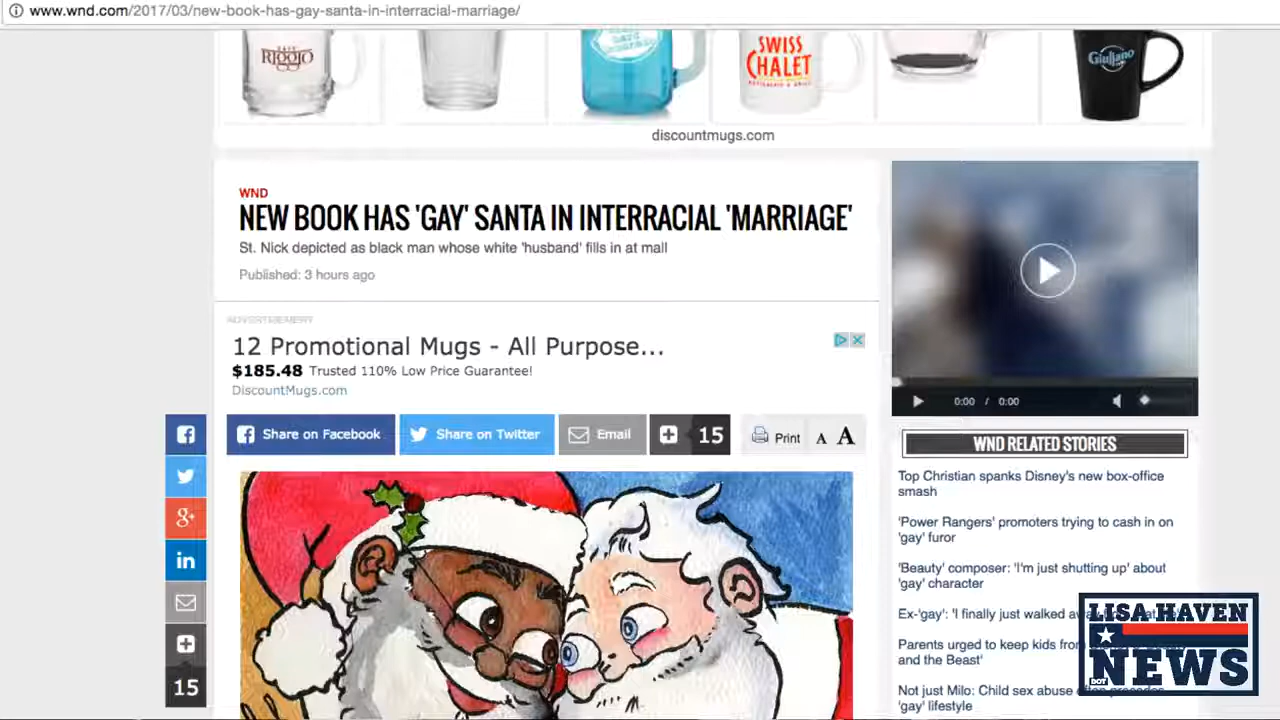 www.wnd.com/2017/03/new-book-has-gay-santa-in-interracial-marriage/
RIGGIO
SWISS
CHALET
Giuliano
discountmugs.com
WND
NEW BOOK HAS 'GAY' SANTA IN INTERRACIAL 'MARRIAGE'
St. Nick depicted as black man whose white 'husband' fills in at mall
Published: 3 hours ago
ADVERTISEMENT
12 Promotional Mugs - All Purpose...
$185.48 Trusted 110% Low Price Guarantee!
DiscountMugs.com
Share on Facebook
Share on Twitter
Email
15
Print
A A
g+
in
15
0:00 / 0:00
WND RELATED STORIES
Top Christian spanks Disney's new box-office
smash
'Power Rangers' promoters trying to cash in on
'gay' furor
'Beauty' composer: 'I'm just shutting up' about
'gay' character
Ex-'gay': 'I finally just walked
Parents urged to keep kids from
and the Beast'
Not just Milo: Child sex abuse often precedes
'gay' lifestyle
LISA HAVEN
DOT
NEWS